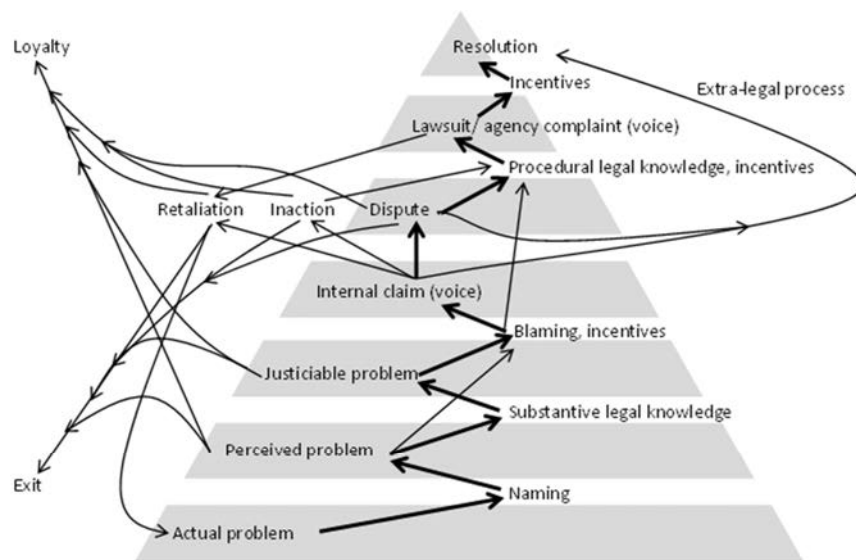 Loyalty
Resolution
Incentives
Extra-legal process
Lawsuit/ agency complaint (voice)
Procedural legal knowledge, incentives
Retaliation
Inaction
Dispute
Internal claim (voice)
Blaming, incentives
Justiciable problem
Substantive legal knowledge
Perceived problem
Exit
Naming
Actual problem